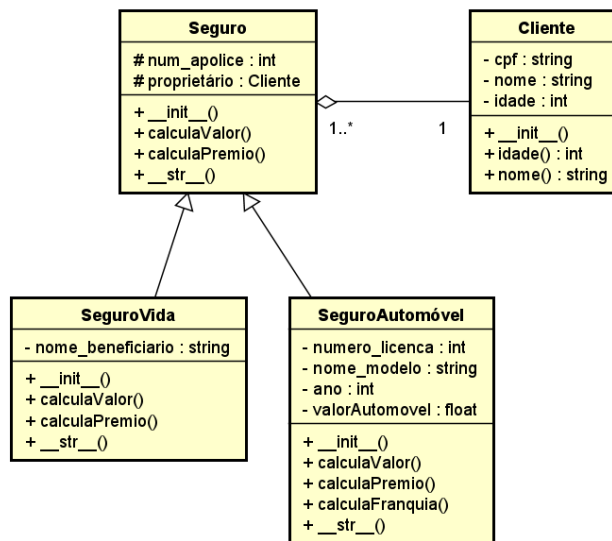 Seguro
# num_apolice : int
# proprietário : Cliente
+ __init__()
+ calculaValor()
+ calculaPremio()
+ __str__()
1..*
1
Cliente
- cpf : string
- nome : string
- idade : int
+ __init__()
+ idade() : int
+ nome() : string
SeguroVida
- nome_beneficiario : string
+ __init__()
+ calculaValor()
+ calculaPremio()
+ __str__()
SeguroAutomóvel
- numero_licenca : int
- nome_modelo : string
- ano : int
- valorAutomovel : float
+ __init__()
+ calculaValor()
+ calculaPremio()
+ calculaFranquia()
+ __str__()